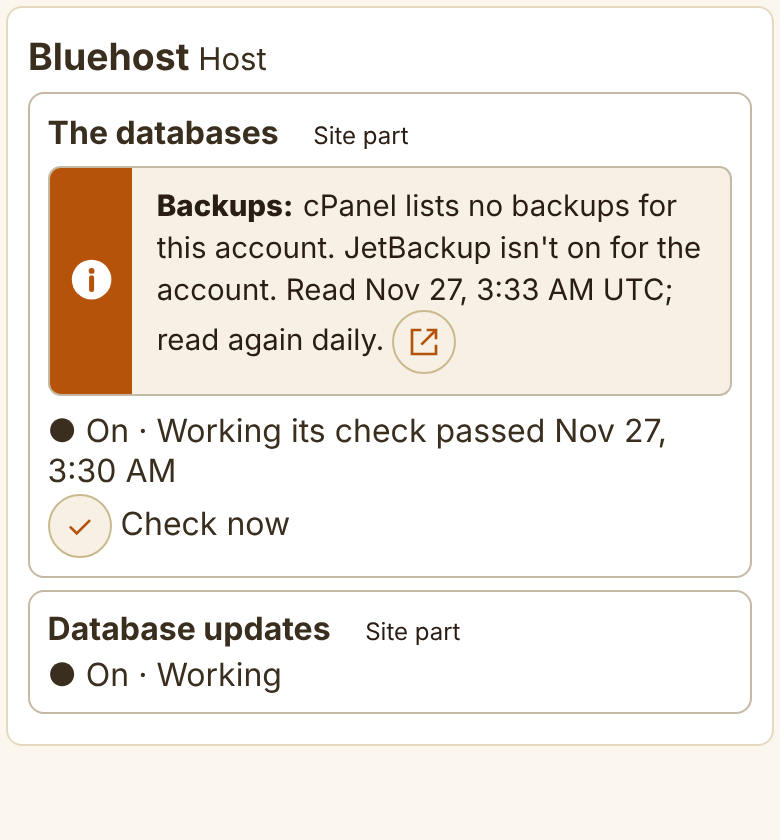 Bluehost Host
The databases Site part
Backups: cPanel lists no backups for
this account. JetBackup isn't on for the
account. Read Nov 27, 3:33 AM UTC;
read again daily.
On · Working its check passed Nov 27,
3:30 AM
Check now
Database updates Site part
On · Working